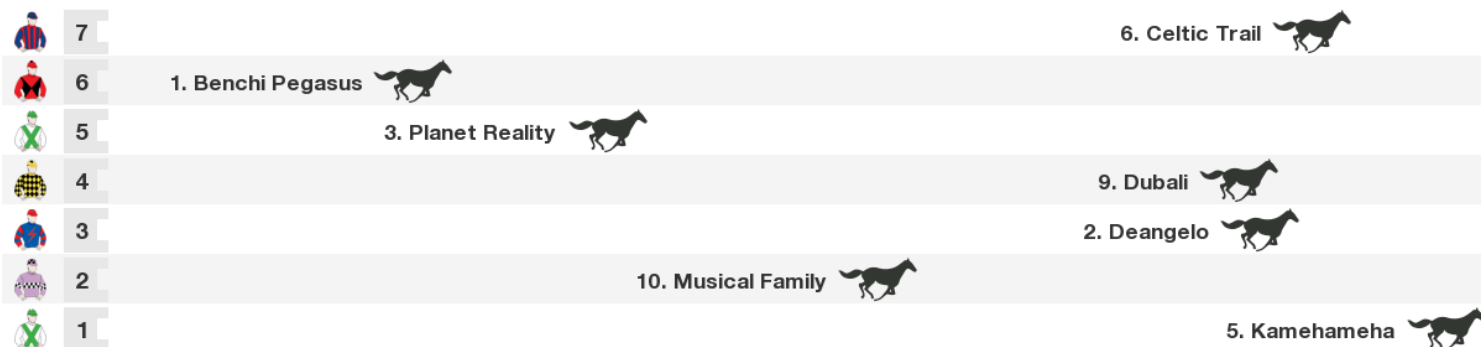 7 6. Celtic Trail
6 1. Benchi Pegasus
5 3. Planet Reality
4 9. Dubali
3 2. Deangelo
2 10. Musical Family
1 5. Kamehameha